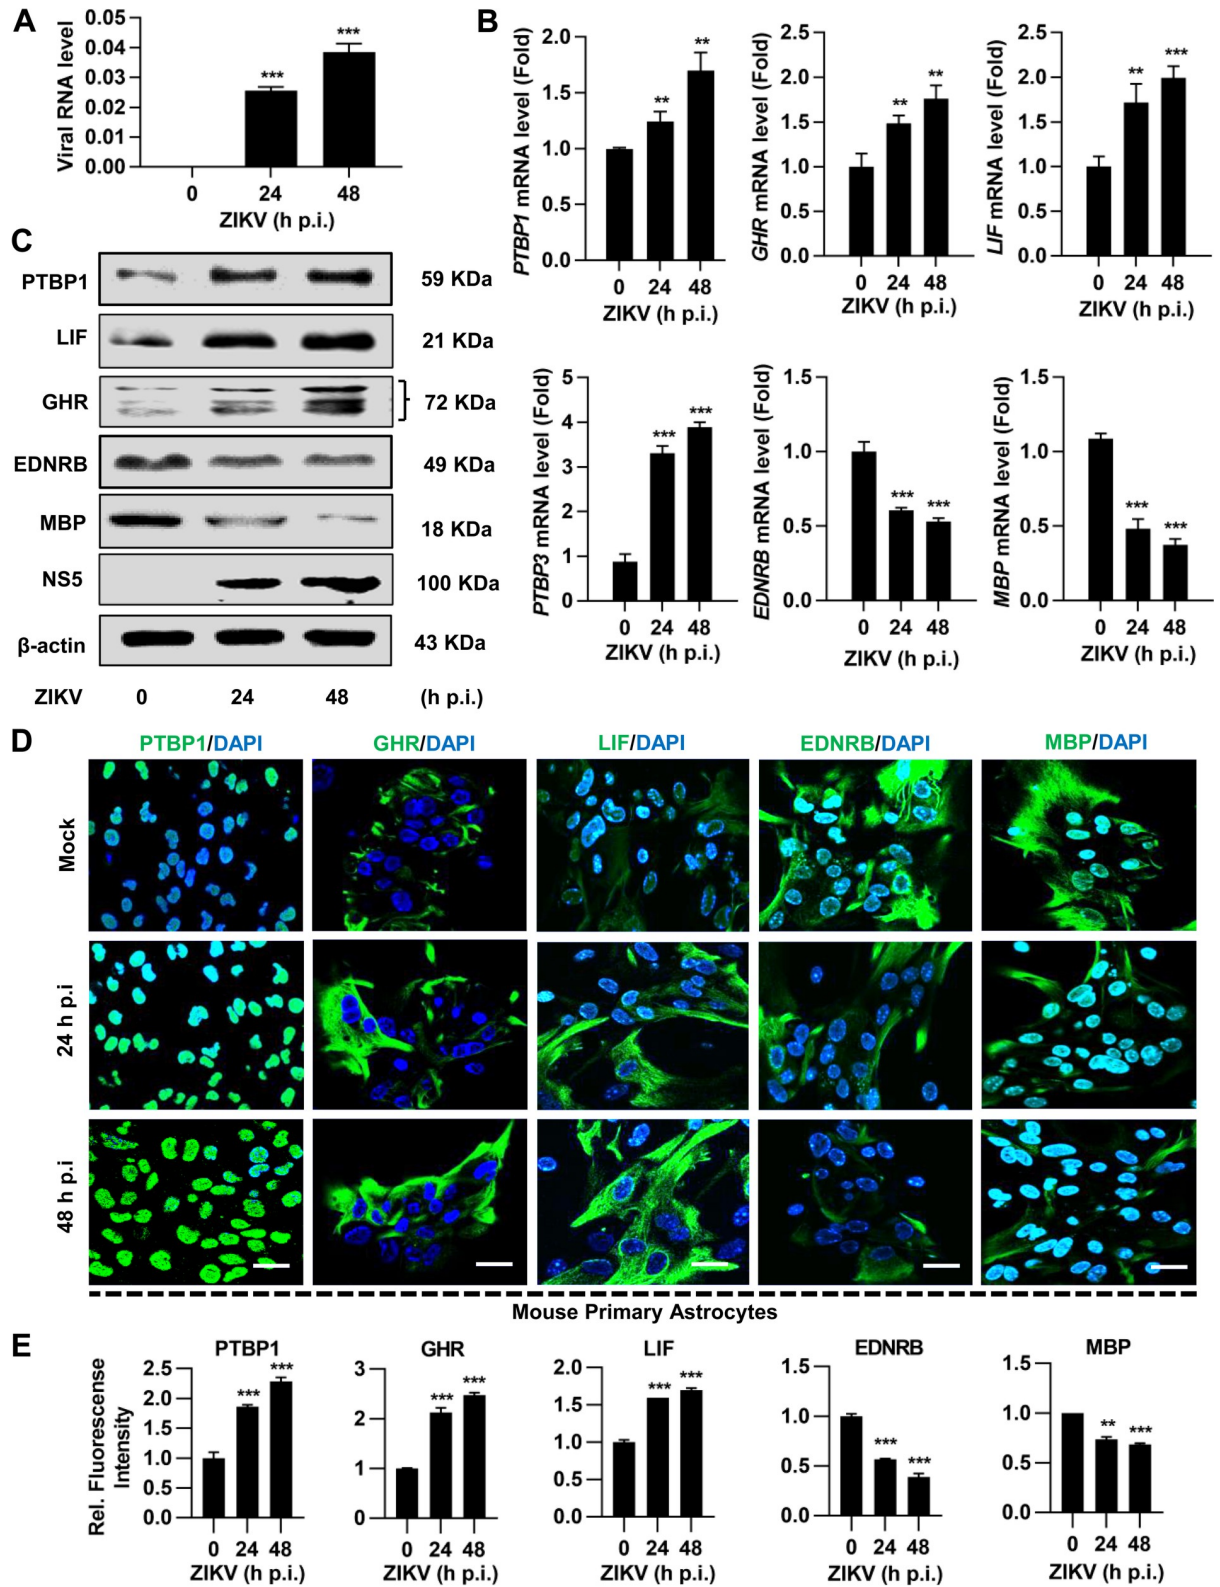 A
Viral RNA level
0.05
0.04
0.03
0.02
0.01
0.00
***
***
0 24 48
ZIKV (h p.i.)
B
PTBP1 mRNA level (Fold)
2.0
1.5
1.0
0.5
0.0
**
**
0 24 48
ZIKV (h p.i.)
GHR mRNA level (Fold)
2.5
2.0
1.5
1.0
0.5
0.0
**
**
0 24 48
ZIKV (h p.i.)
LIF mRNA level (Fold)
2.5
2.0
1.5
1.0
0.5
0.0
**
***
0 24 48
ZIKV (h p.i.)
PTBP3 mRNA level (Fold)
5
4
3
2
1
0
***
***
0 24 48
ZIKV (h p.i.)
EDNRB mRNA level (Fold)
1.5
1.0
0.5
0.0
***
***
0 24 48
ZIKV (h p.i.)
MBP mRNA level (Fold)
1.5
1.0
0.5
0.0
***
***
0 24 48
ZIKV (h p.i.)
C
PTBP1 59 KDa
LIF 21 KDa
GHR 72 KDa
EDNRB 49 KDa
MBP 18 KDa
NS5 100 KDa
β-actin 43 KDa
ZIKV 0 24 48 (h p.i.)
D
PTBP1/DAPI GHR/DAPI LIF/DAPI EDNRB/DAPI MBP/DAPI
Mock
24 h p.i
48 h p.i
Mouse Primary Astrocytes
E
Rel. Fluorescense
Intensity
PTBP1
2.5
2.0
1.5
1.0
0.5
0.0
***
***
0 24 48
ZIKV (h p.i.)
GHR
3
2
1
0
***
***
0 24 48
ZIKV (h p.i.)
LIF
2.0
1.5
1.0
0.5
0.0
***
***
0 24 48
ZIKV (h p.i.)
EDNRB
1.5
1.0
0.5
0.0
***
***
0 24 48
ZIKV (h p.i.)
MBP
1.5
1.0
0.5
0.0
**
***
0 24 48
ZIKV (h p.i.)